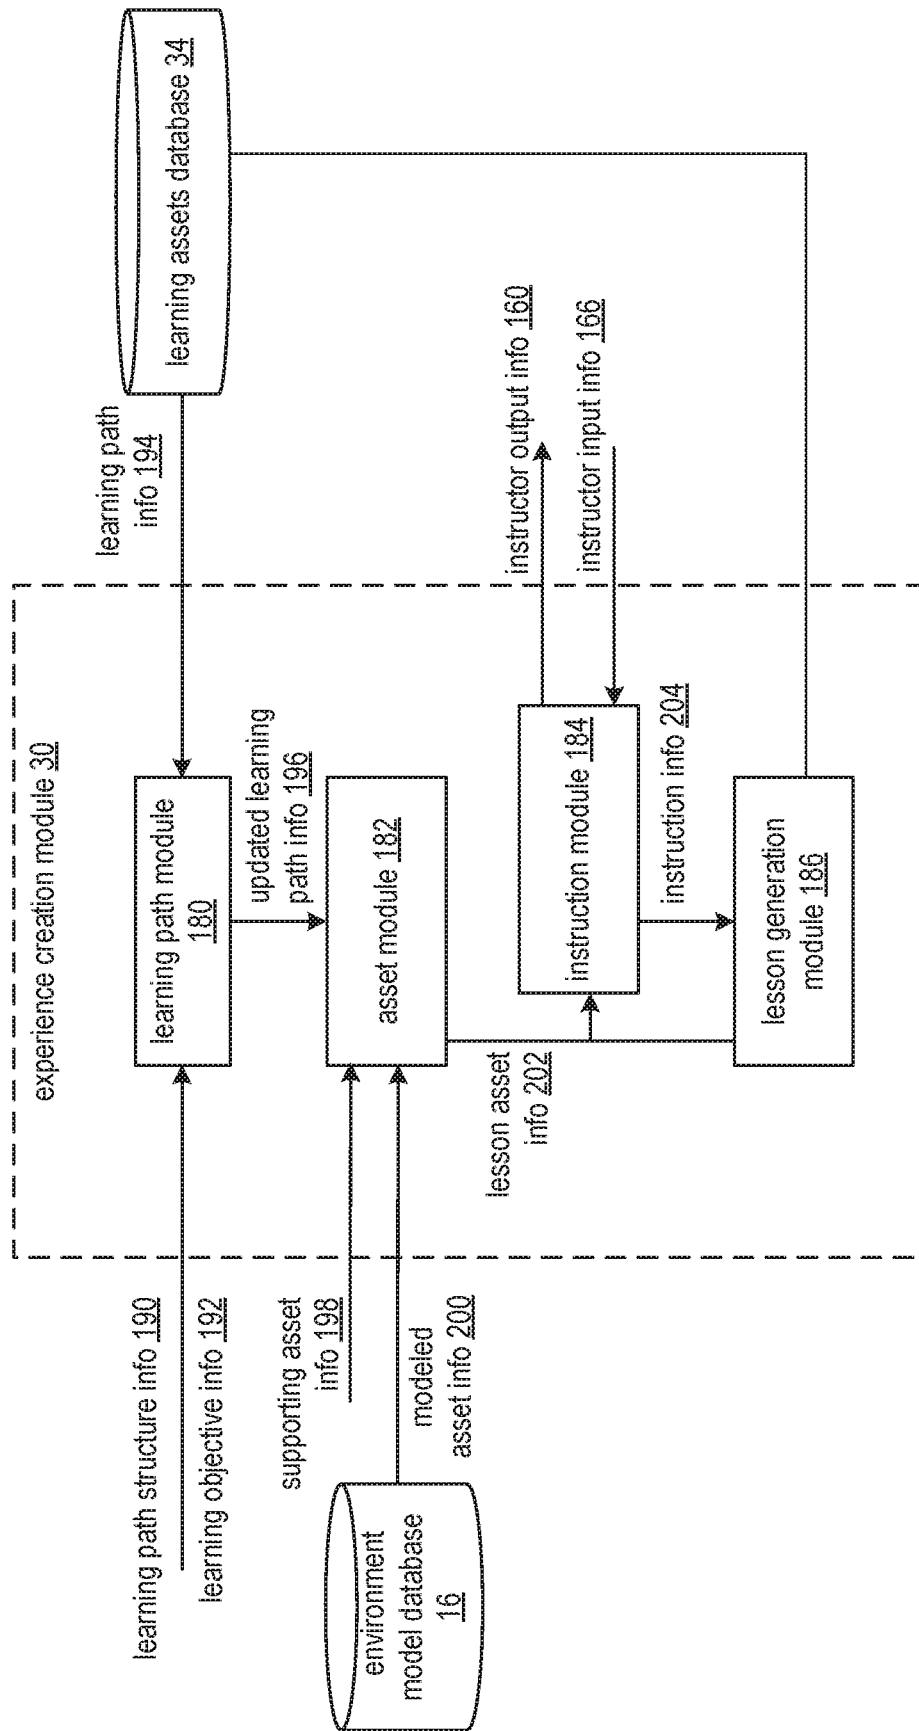 experience creation module 30
learning path structure info 190
learning objective info 192
learning path module
180
learning path
info 194
learning assets database 34
updated learning
path info 196
supporting asset
info 198
modeled
asset info 200
environment
model database
16
asset module 182
lesson asset
info 202
instruction module 184
instructor output info 160
instructor input info 166
instruction info 204
lesson generation
module 186